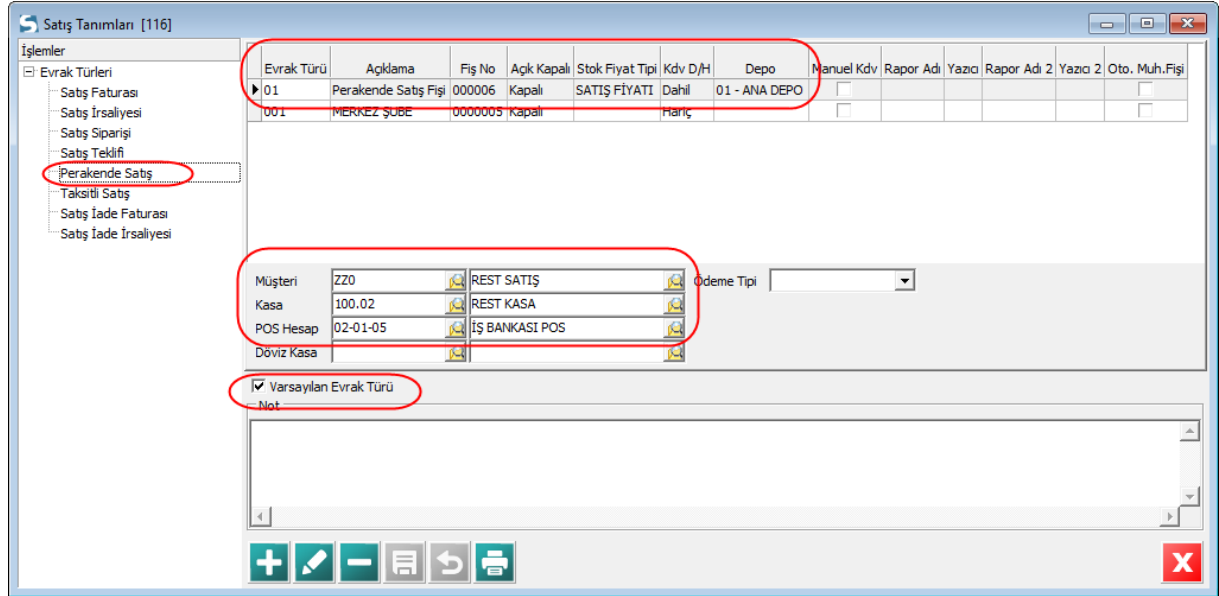 Satış Tanımları [116]
İşlemler
Evrak Türleri
Satış Faturası
Satış İrsaliyesi
Satış Siparişi
Satış Teklifi
Perakende Satış
Taksitli Satış
Satış İade Faturası
Satış İade İrsaliyesi
Evrak Türü Açıklama Fiş No Açık Kapalı Stok Fiyat Tipi Kdv D/H Depo Manuel Kdv Rapor Adı Yazıcı Rapor Adı 2 Yazıcı 2 Oto. Muh.Fişi
01 Perakende Satış Fişi 000006 Kapalı SATIŞ FİYATI Dahil 01 - ANA DEPO
001 MERKEZ ŞUBE 0000005 Kapalı Hariç
Müşteri ZZ0 REST SATIŞ Ödeme Tipi
Kasa 100.02 REST KASA
POS Hesap 02-01-05 İŞ BANKASI POS
Döviz Kasa
Varsayılan Evrak Türü
Not